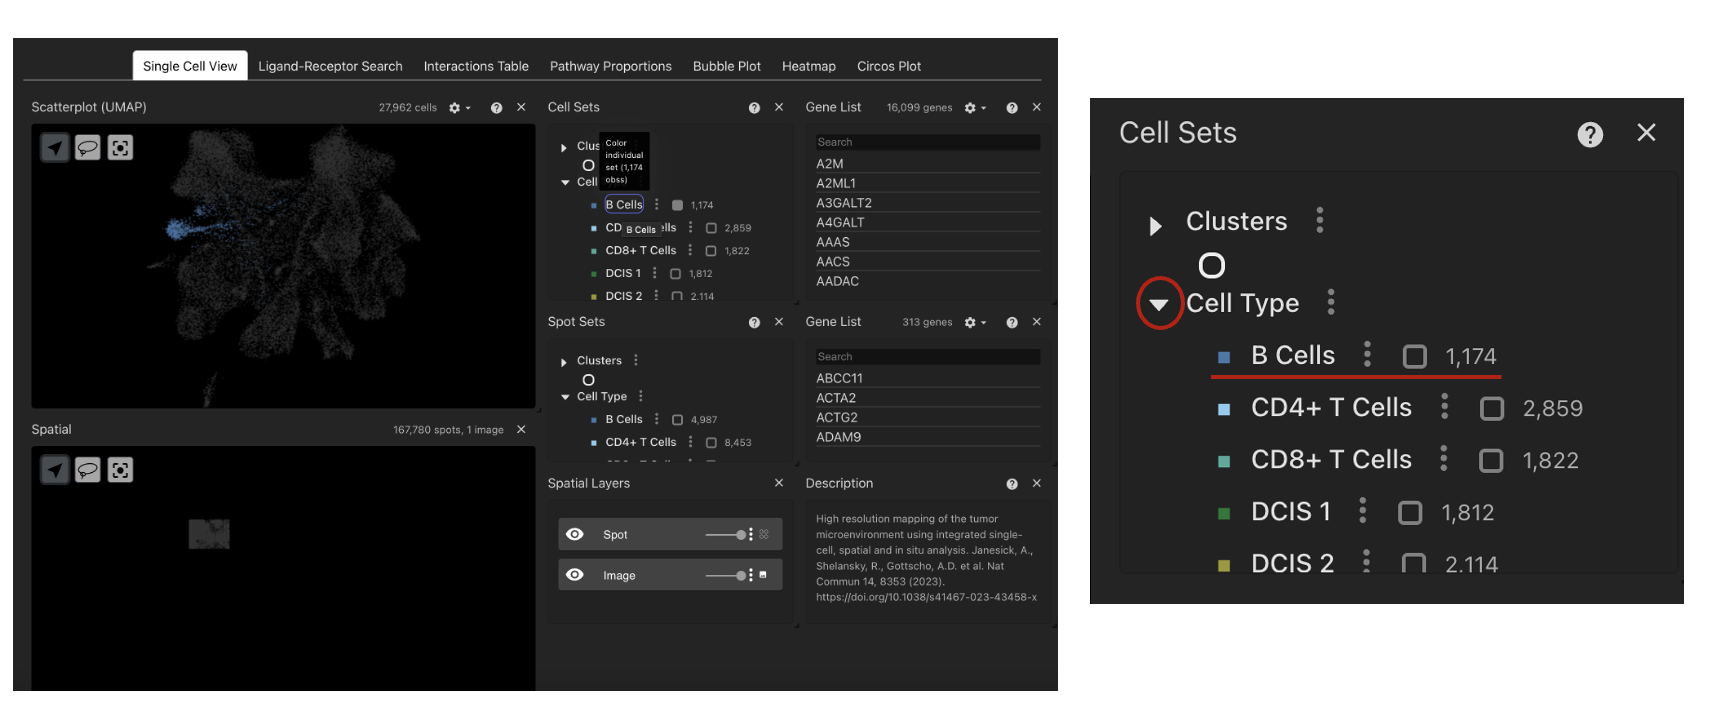 Single Cell View Ligand-Receptor Search Interactions Table Pathway Proportions Bubble Plot Heatmap Circos Plot
Scatterplot (UMAP) 27,962 cells
Cell Sets
Clus
Color
individual
set (1,174
obss)
Cell
B Cells 1,174
CD lls 2,859
B Cells
CD8+ T Cells 1,822
DCIS 1 1,812
DCIS 2 2,114
Gene List 16,099 genes
Search
A2M
A2ML1
A3GALT2
A4GALT
AAAS
AACS
AADAC
Spot Sets
Clusters
Cell Type
B Cells 4,987
CD4+ T Cells 8,453
Gene List 313 genes
Search
ABCC11
ACTA2
ACTG2
ADAM9
Spatial 167,780 spots, 1 image
Spatial Layers
Spot
Image
Description
High resolution mapping of the tumor
microenvironment using integrated single-
cell, spatial and in situ analysis. Janesick, A.,
Shelansky, R., Gottscho, A.D. et al. Nat
Commun 14, 8353 (2023).
https://doi.org/10.1038/s41467-023-43458-x
Cell Sets
Clusters
Cell Type
B Cells 1,174
CD4+ T Cells 2,859
CD8+ T Cells 1,822
DCIS 1 1,812
DCIS 2 2,114